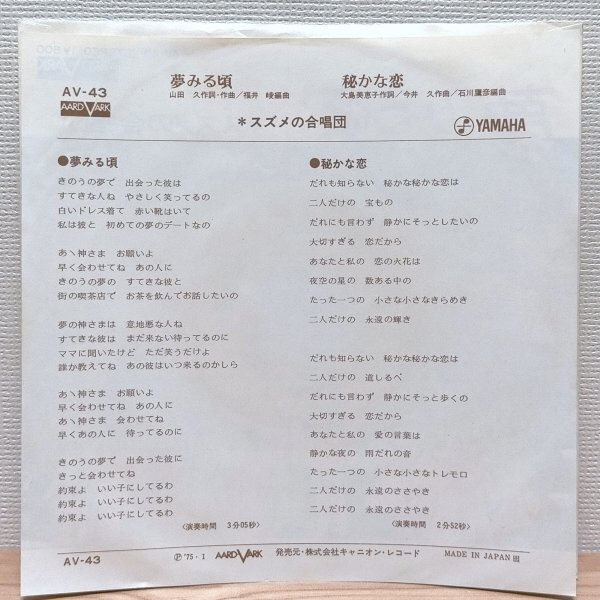 AV-43
AARDVARK
夢みる頃
山田　久作詞・作曲／福井　崚編曲
秘かな恋
大島美恵子作詞／今井　久作曲／石川鷹彦編曲
＊スズメの合唱団
YAMAHA
●夢みる頃
きのうの夢で　出会った彼は
すてきな人ね　やさしく笑ってるの
白いドレス着て　赤い靴はいて
私は彼と　初めての夢のデートなの
あヽ神さま　お願いよ
早く会わせてね　あの人に
きのうの夢の　すてきな彼と
街の喫茶店で　お茶を飲んでお話したいの
夢の神さまは　意地悪な人ね
すてきな彼は　まだ来ない待ってるのに
ママに聞いたけど　ただ笑うだけよ
誰か教えてね　あの彼はいつ来るのかしら
あヽ神さま　お願いよ
早く会わせてね　あの人に
あヽ神さま　会わせてね
早くあの人に　待ってるのに
きのうの夢で　出会った彼に
きっと会わせてね
約束よ　いい子にしてるわ
約束よ　いい子にしてるわ
約束よ　いい子にしてるわ
〈演奏時間　3分05秒〉
●秘かな恋
だれも知らない　秘かな秘かな恋は
二人だけの　宝もの
だれにも言わず　静かにそっとしたいの
大切すぎる　恋だから
あなたと私の　恋の火花は
夜空の星の　数ある中の
たった一つの　小さな小さなきらめき
二人だけの　永遠の輝き
だれも知らない　秘かな秘かな恋は
二人だけの　道しるべ
だれにも言わず　静かにそっと歩くの
大切すぎる　恋だから
あなたと私の　愛の言葉は
静かな夜の　雨だれの音
たった一つの　小さな小さなトレモロ
二人だけの　永遠のささやき
二人だけの　永遠のささやき
二人だけの　永遠のささやき
〈演奏時間　2分52秒〉
AV-43
Ⓟ '75・1
AARDVARK
発売元・株式会社キャニオン・レコード
MADE IN JAPAN